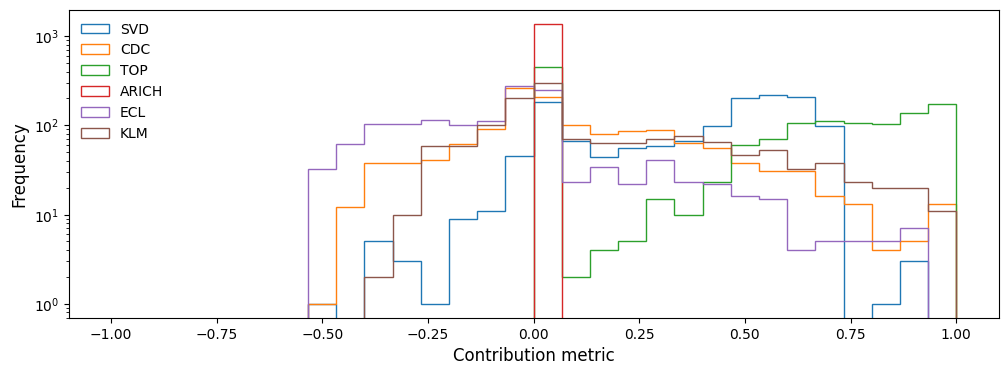 SVD
CDC
TOP
ARICH
ECL
KLM
Frequency
10³
10²
10¹
10⁰
−1.00 −0.75 −0.50 −0.25 0.00 0.25 0.50 0.75 1.00
Contribution metric